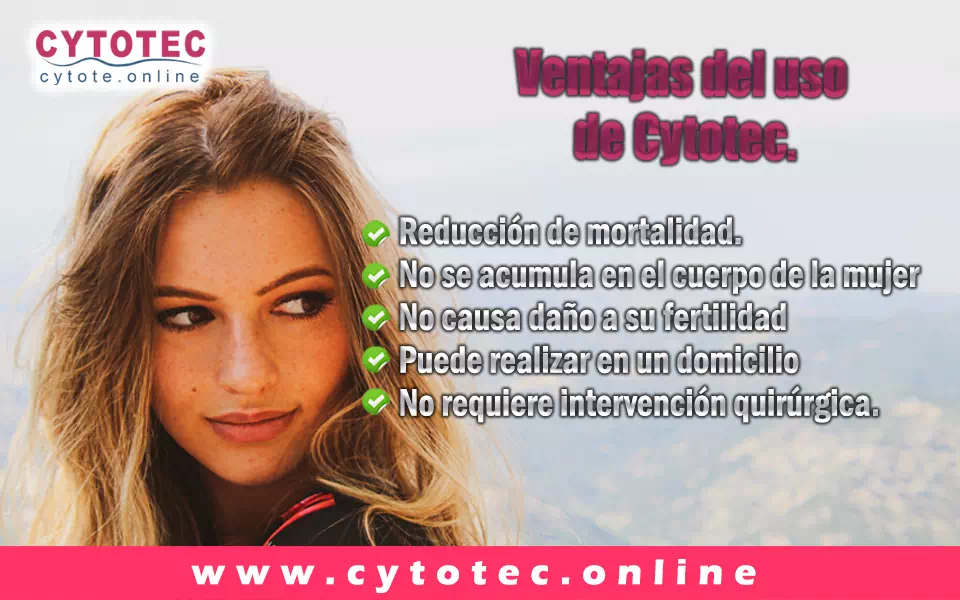 CYTOTEC
cytote.online
Ventajas del uso
de Cytotec.
Reducción de mortalidad.
No se acumula en el cuerpo de la mujer
No causa daño a su fertilidad
Puede realizar en un domicilio
No requiere intervención quirúrgica.
www.cytotec.online